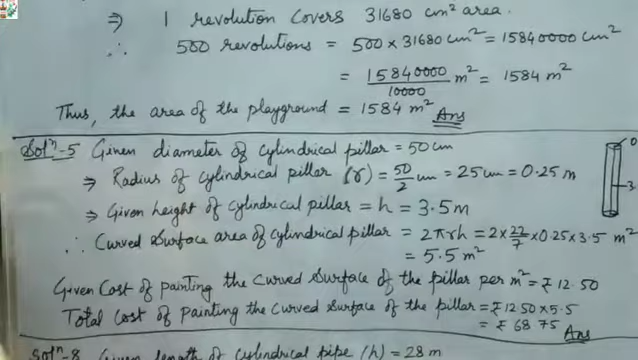 ⇒ 1 revolution covers 31680 cm² area.
∴ 500 revolutions = 500 × 31680 cm² = 15840000 cm²
= 15840000/10000 m² = 1584 m²
Thus, the area of the playground = 1584 m² Ans
Solⁿ-5 Given diameter of cylindrical pillar = 50 cm
⇒ Radius of cylindrical pillar (r) = 50/2 cm = 25 cm = 0.25 m
⇒ Given height of cylindrical pillar = h = 3.5 m
∴ Curved Surface area of cylindrical pillar = 2πrh = 2 × 22/7 × 0.25 × 3.5 m²
= 5.5 m²
Given Cost of painting the curved Surface of the pillar per m² = ₹ 12.50
Total cost of painting the curved Surface of the pillar = ₹ 12.50 × 5.5
= ₹ 68.75 Ans
Solⁿ-8 Given length of cylindrical pipe (h) = 28 m